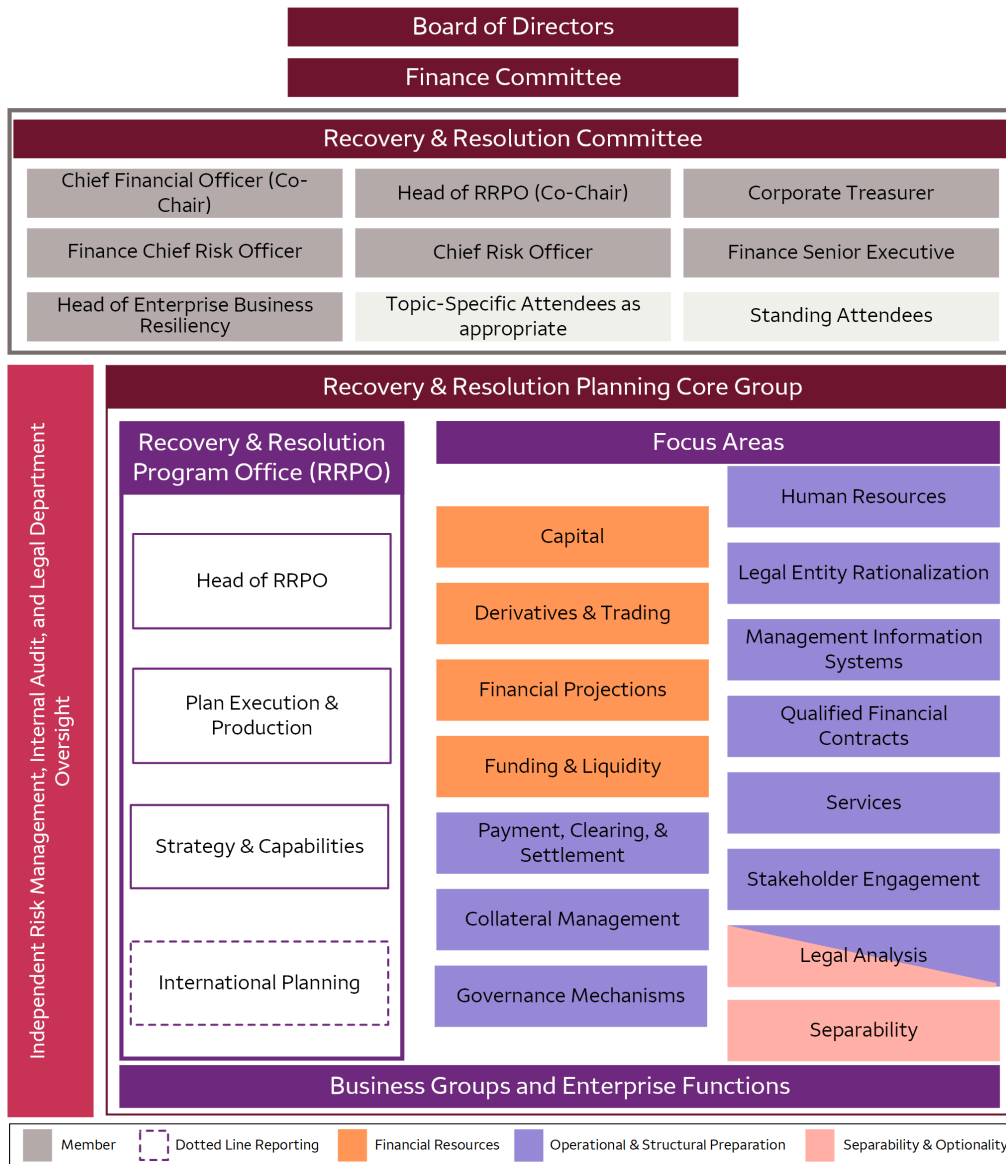 Board of Directors
Finance Committee
Recovery & Resolution Committee
Chief Financial Officer (Co-
Chair)
Head of RRPO (Co-Chair)
Corporate Treasurer
Finance Chief Risk Officer
Chief Risk Officer
Finance Senior Executive
Head of Enterprise Business
Resiliency
Topic-Specific Attendees as
appropriate
Standing Attendees
Independent Risk Management, Internal Audit, and Legal Department
Oversight
Recovery & Resolution Planning Core Group
Recovery & Resolution
Program Office (RRPO)
Head of RRPO
Plan Execution &
Production
Strategy & Capabilities
International Planning
Focus Areas
Capital
Derivatives & Trading
Financial Projections
Funding & Liquidity
Payment, Clearing, &
Settlement
Collateral Management
Governance Mechanisms
Human Resources
Legal Entity Rationalization
Management Information
Systems
Qualified Financial
Contracts
Services
Stakeholder Engagement
Legal Analysis
Separability
Business Groups and Enterprise Functions
Member
Dotted Line Reporting
Financial Resources
Operational & Structural Preparation
Separability & Optionality